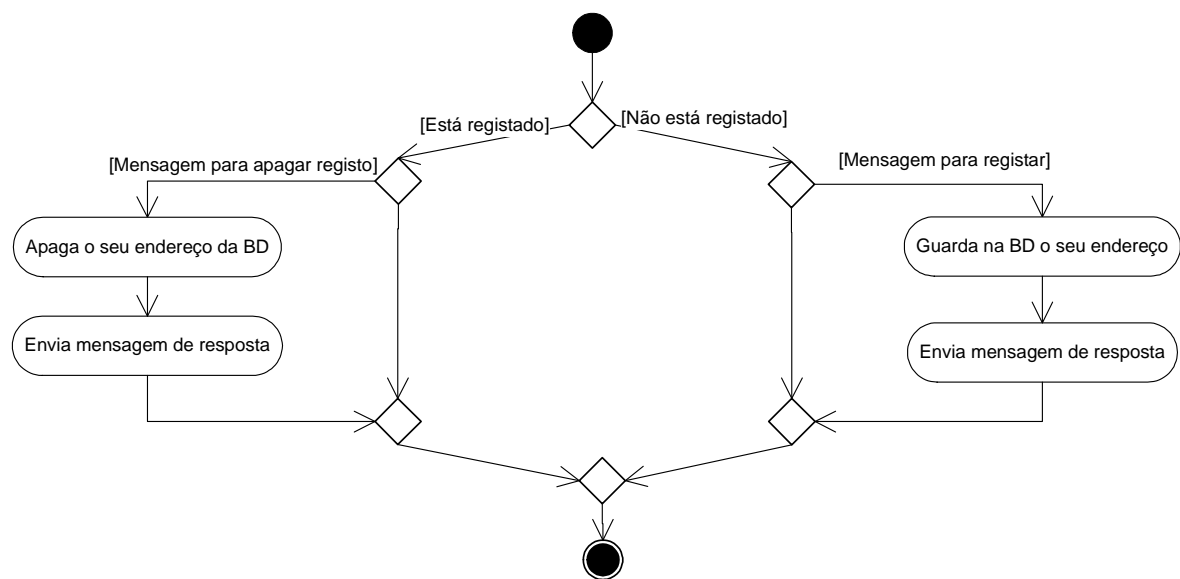 [Está registado]
[Não está registado]
[Mensagem para apagar registo]
[Mensagem para registar]
Apaga o seu endereço da BD
Guarda na BD o seu endereço
Envia mensagem de resposta
Envia mensagem de resposta